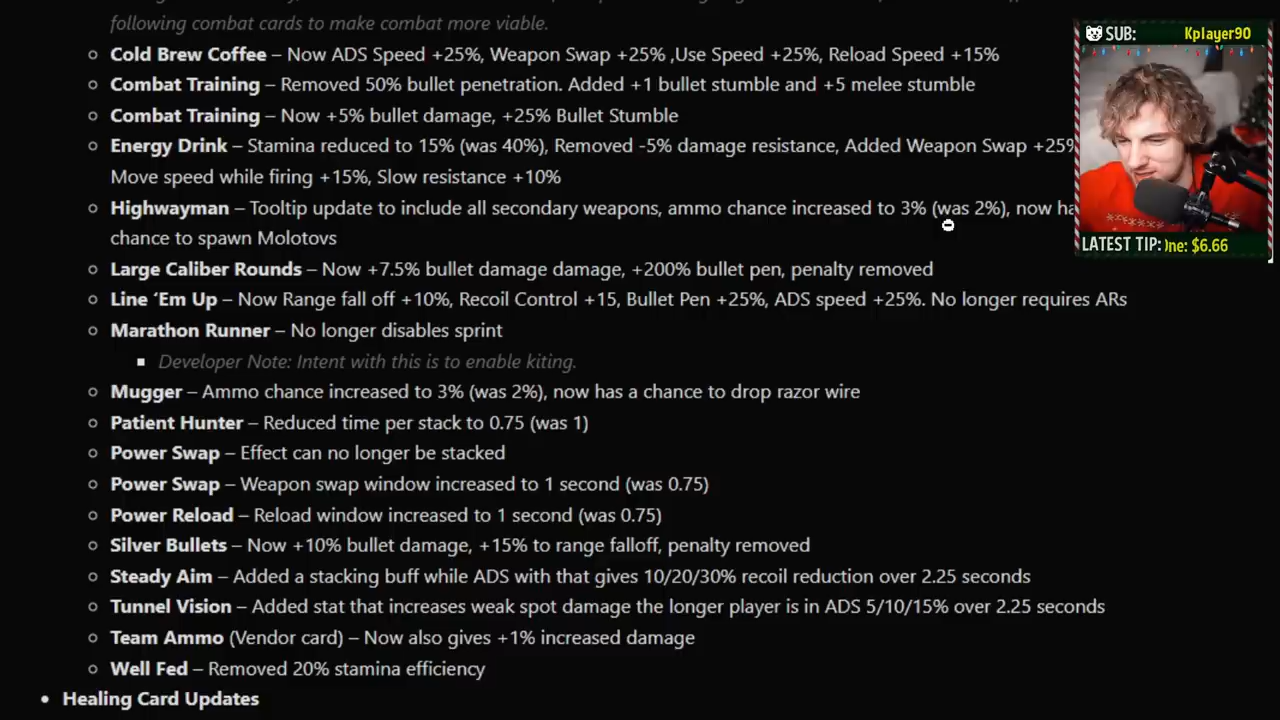 following combat cards to make combat more viable.
Cold Brew Coffee – Now ADS Speed +25%, Weapon Swap +25% ,Use Speed +25%, Reload Speed +15%
Combat Training – Removed 50% bullet penetration. Added +1 bullet stumble and +5 melee stumble
Combat Training – Now +5% bullet damage, +25% Bullet Stumble
Energy Drink – Stamina reduced to 15% (was 40%), Removed -5% damage resistance, Added Weapon Swap +25%
Move speed while firing +15%, Slow resistance +10%
Highwayman – Tooltip update to include all secondary weapons, ammo chance increased to 3% (was 2%), now
chance to spawn Molotovs
Large Caliber Rounds – Now +7.5% bullet damage damage, +200% bullet pen, penalty removed
Line ‘Em Up – Now Range fall off +10%, Recoil Control +15, Bullet Pen +25%, ADS speed +25%. No longer requires ARs
Marathon Runner – No longer disables sprint
Developer Note: Intent with this is to enable kiting.
Mugger – Ammo chance increased to 3% (was 2%), now has a chance to drop razor wire
Patient Hunter – Reduced time per stack to 0.75 (was 1)
Power Swap – Effect can no longer be stacked
Power Swap – Weapon swap window increased to 1 second (was 0.75)
Power Reload – Reload window increased to 1 second (was 0.75)
Silver Bullets – Now +10% bullet damage, +15% to range falloff, penalty removed
Steady Aim – Added a stacking buff while ADS with that gives 10/20/30% recoil reduction over 2.25 seconds
Tunnel Vision – Added stat that increases weak spot damage the longer player is in ADS 5/10/15% over 2.25 seconds
Team Ammo (Vendor card) – Now also gives +1% increased damage
Well Fed – Removed 20% stamina efficiency
Healing Card Updates
SUB: Kplayer90
LATEST TIP: ne: $6.66